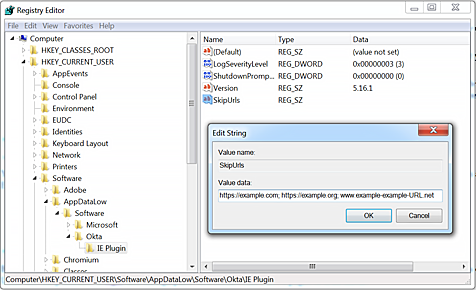 Registry Editor
File Edit View Favorites Help
Computer
HKEY_CLASSES_ROOT
HKEY_CURRENT_USER
AppEvents
Console
Control Panel
Environment
EUDC
Identities
Keyboard Layout
Network
Printers
Software
Adobe
AppDataLow
Software
Microsoft
Okta
IE Plugin
Chromium
Classes
Name Type Data
(Default) REG_SZ (value not set)
LogSeverityLevel REG_DWORD 0x00000003 (3)
ShutdownPromp... REG_DWORD 0x00000000 (0)
Version REG_SZ 5.16.1
SkipUrls REG_SZ
Edit String
Value name:
SkipUrls
Value data:
https://example.com, https://example.org; www.example-example-URL.net
OK Cancel
Computer\HKEY_CURRENT_USER\Software\AppDataLow\Software\Okta\IE Plugin